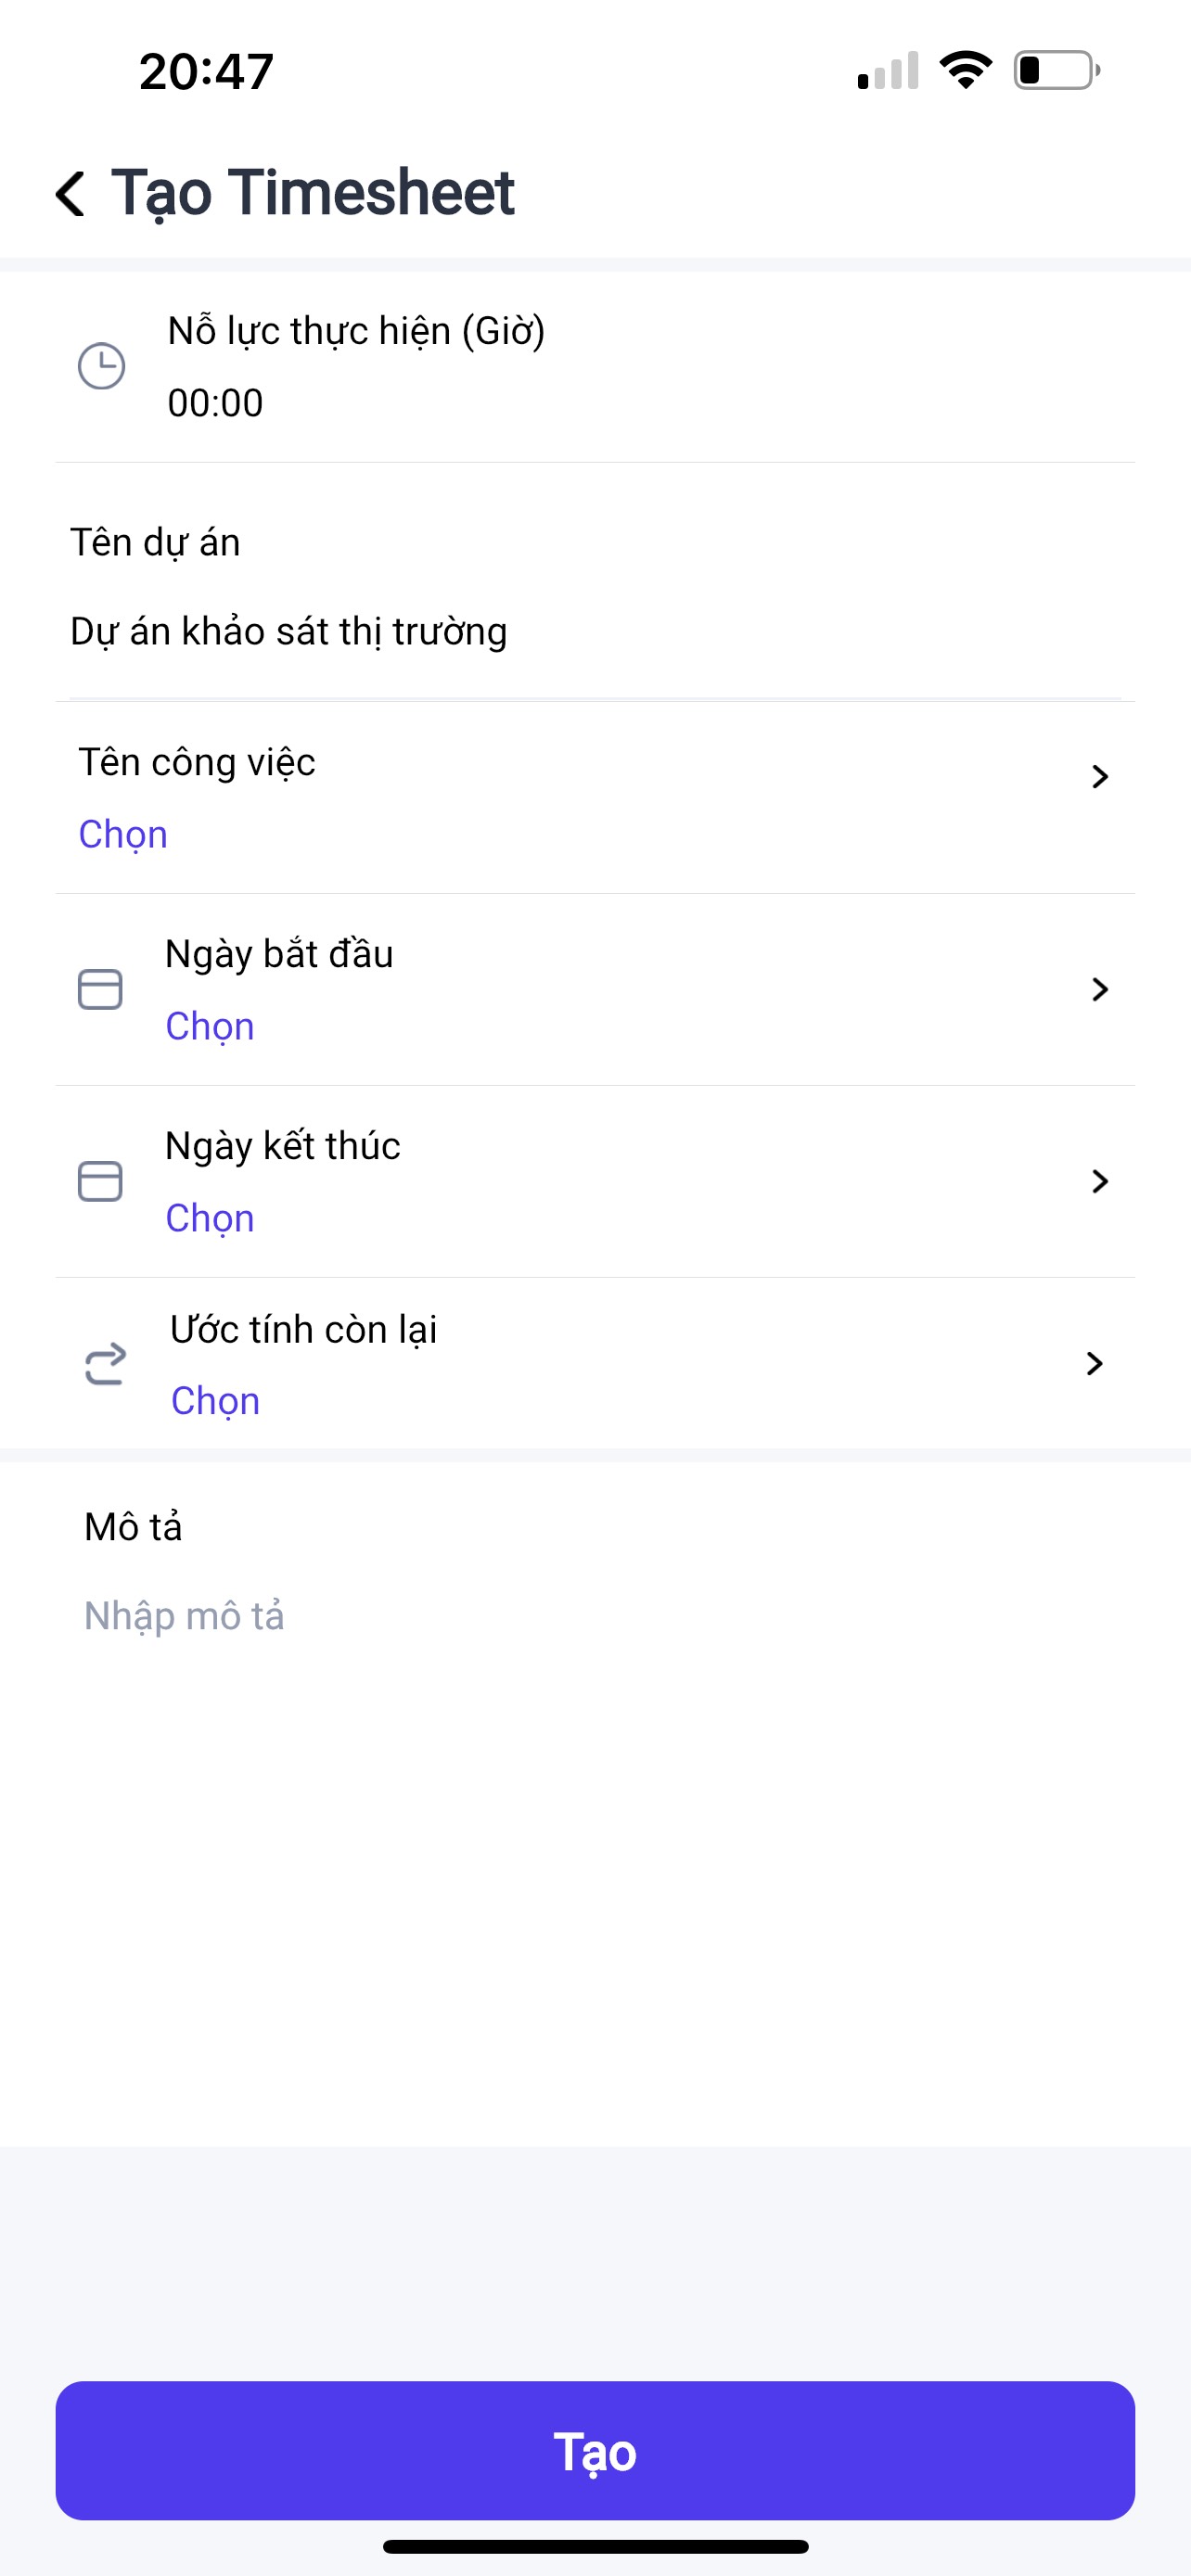 20:47
Tạo Timesheet
Nỗ lực thực hiện (Giờ)
00:00
Tên dự án
Dự án khảo sát thị trường
Tên công việc
Chọn
Ngày bắt đầu
Chọn
Ngày kết thúc
Chọn
Ước tính còn lại
Chọn
Mô tả
Nhập mô tả
Tạo